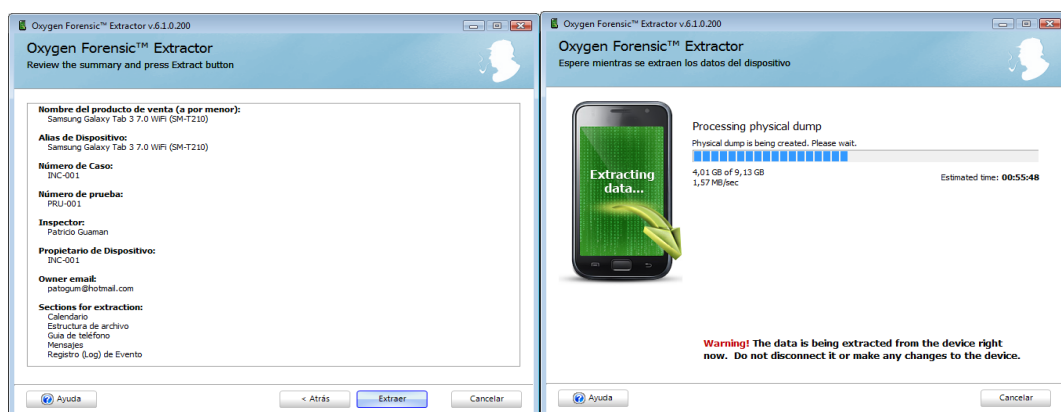 Oxygen Forensic™ Extractor v.6.1.0.200
Oxygen Forensic™ Extractor
Review the summary and press Extract button
Nombre del producto de venta (a por menor):
Samsung Galaxy Tab 3 7.0 WiFi (SM-T210)
Alias de Dispositivo:
Samsung Galaxy Tab 3 7.0 WiFi (SM-T210)
Número de Caso:
INC-001
Número de prueba:
PRU-001
Inspector:
Patricio Guaman
Propietario de Dispositivo:
INC-001
Owner email:
patogum@hotmail.com
Sections for extraction:
Calendario
Estructura de archivo
Guia de teléfono
Mensajes
Registro (Log) de Evento
Ayuda
< Atrás
Extraer
Cancelar
Oxygen Forensic™ Extractor v.6.1.0.200
Oxygen Forensic™ Extractor
Espere mientras se extraen los datos del dispositivo
Extracting
data...
Processing physical dump
Physical dump is being created. Please wait.
4,01 GB of 9,13 GB
1,57 MB/sec
Estimated time: 00:55:48
Warning! The data is being extracted from the device right
now. Do not disconnect it or make any changes to the device.
Ayuda
Cancelar